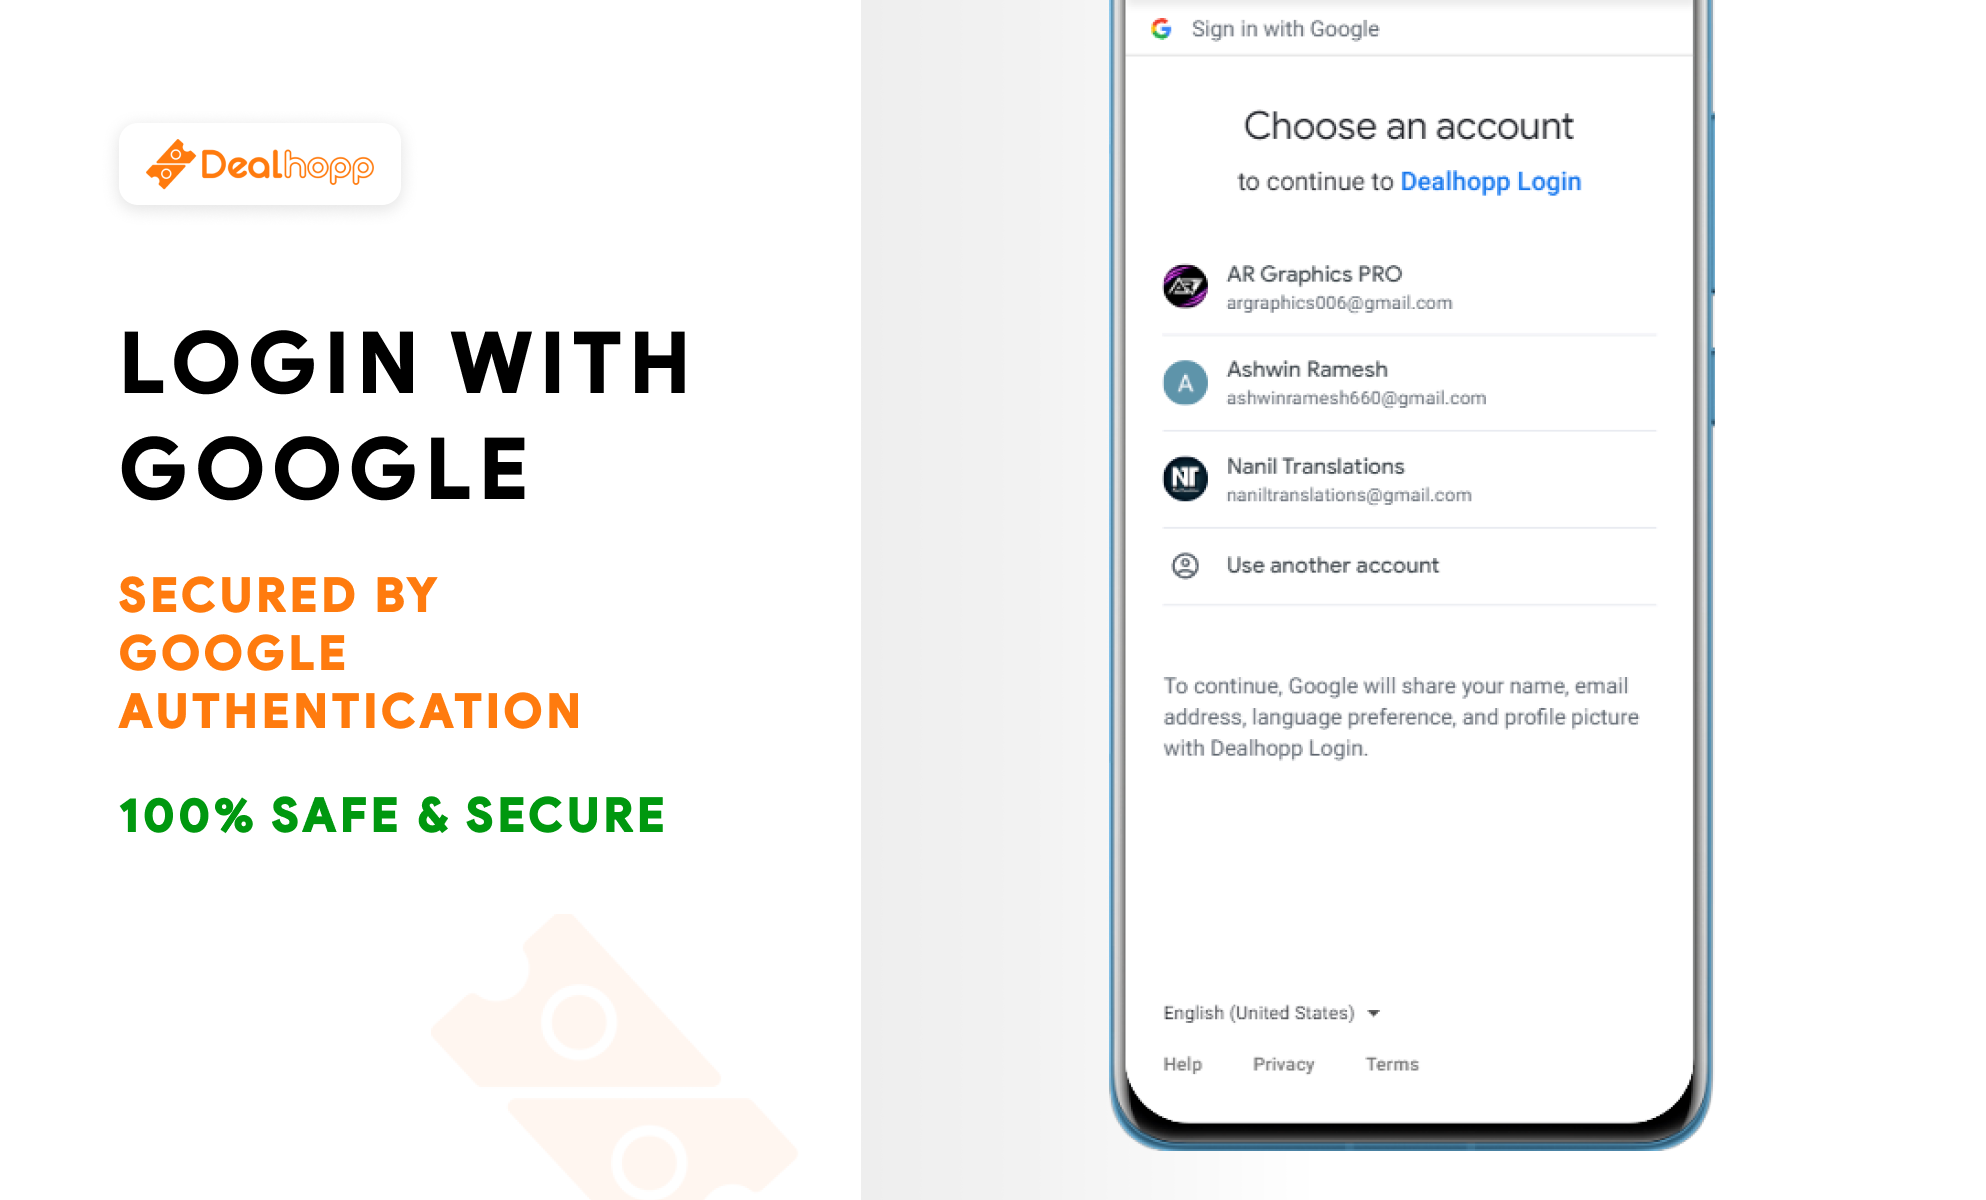 Dealhopp
LOGIN WITH
GOOGLE
SECURED BY
GOOGLE
AUTHENTICATION
100% SAFE & SECURE
Sign in with Google
Choose an account
to continue to Dealhopp Login
AR Graphics PRO
argraphics006@gmail.com
A
Ashwin Ramesh
ashwinramesh660@gmail.com
NT
Nanil Translations
naniltranslations@gmail.com
Use another account
To continue, Google will share your name, email
address, language preference, and profile picture
with Dealhopp Login.
English (United States)
Help Privacy Terms